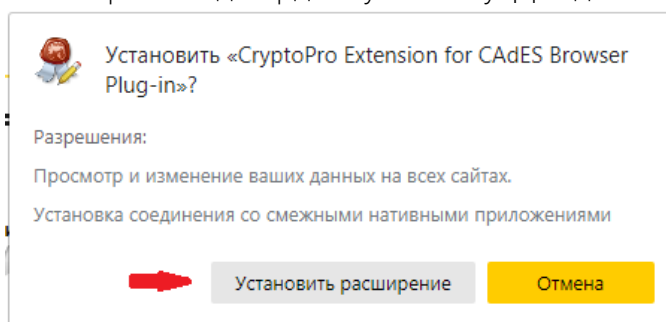 Установить «CryptoPro Extension for CAdES Browser
Plug-in»?
Разрешения:
Просмотр и изменение ваших данных на всех сайтах.
Установка соединения со смежными нативными приложениями
Установить расширение
Отмена